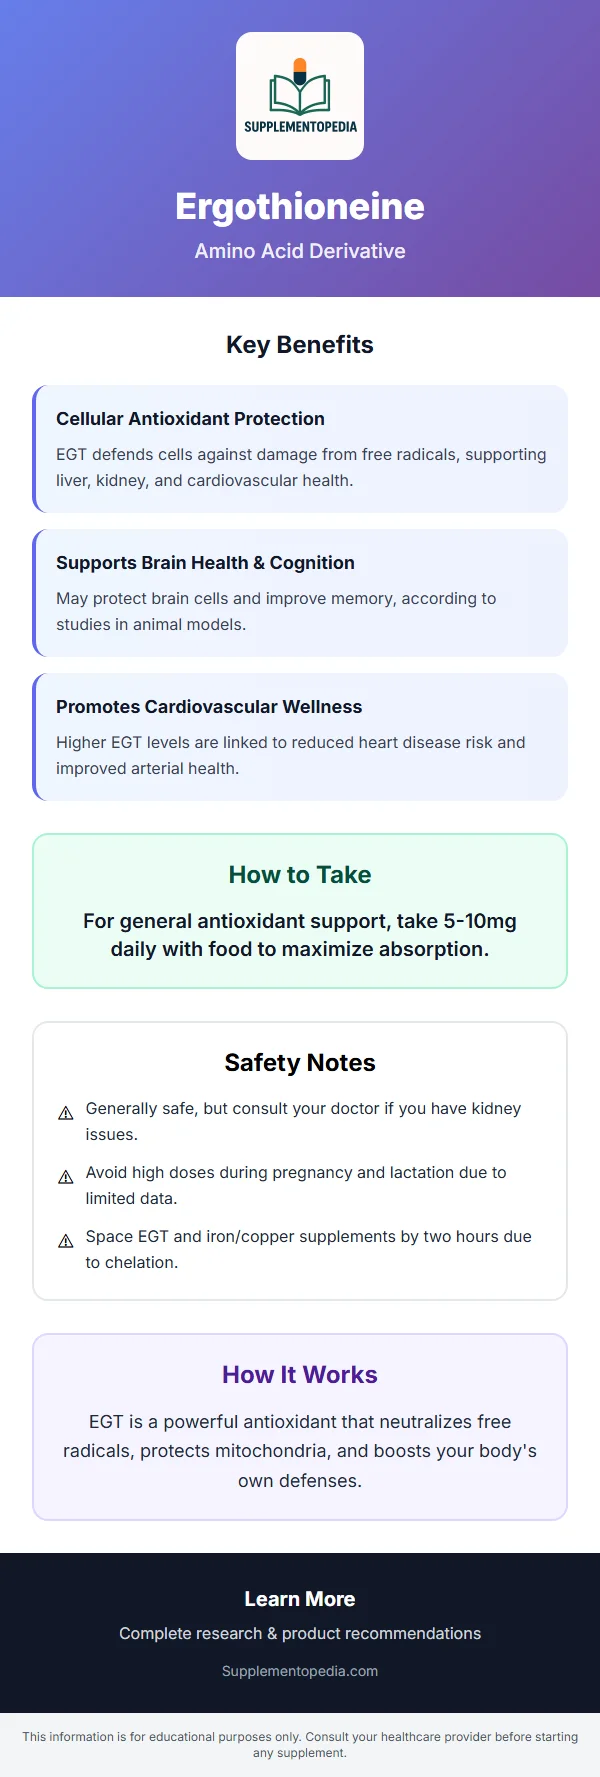 SUPPLEMENTOPEDIA
Ergothioneine
Amino Acid Derivative
Key Benefits
Cellular Antioxidant Protection
EGT defends cells against damage from free radicals, supporting
liver, kidney, and cardiovascular health.
Supports Brain Health & Cognition
May protect brain cells and improve memory, according to
studies in animal models.
Promotes Cardiovascular Wellness
Higher EGT levels are linked to reduced heart disease risk and
improved arterial health.
How to Take
For general antioxidant support, take 5-10mg
daily with food to maximize absorption.
Safety Notes
Generally safe, but consult your doctor if you have kidney
issues.
Avoid high doses during pregnancy and lactation due to
limited data.
Space EGT and iron/copper supplements by two hours due
to chelation.
How It Works
EGT is a powerful antioxidant that neutralizes free
radicals, protects mitochondria, and boosts your body's
own defenses.
Learn More
Complete research & product recommendations
Supplementopedia.com
This information is for educational purposes only. Consult your healthcare provider before starting
any supplement.